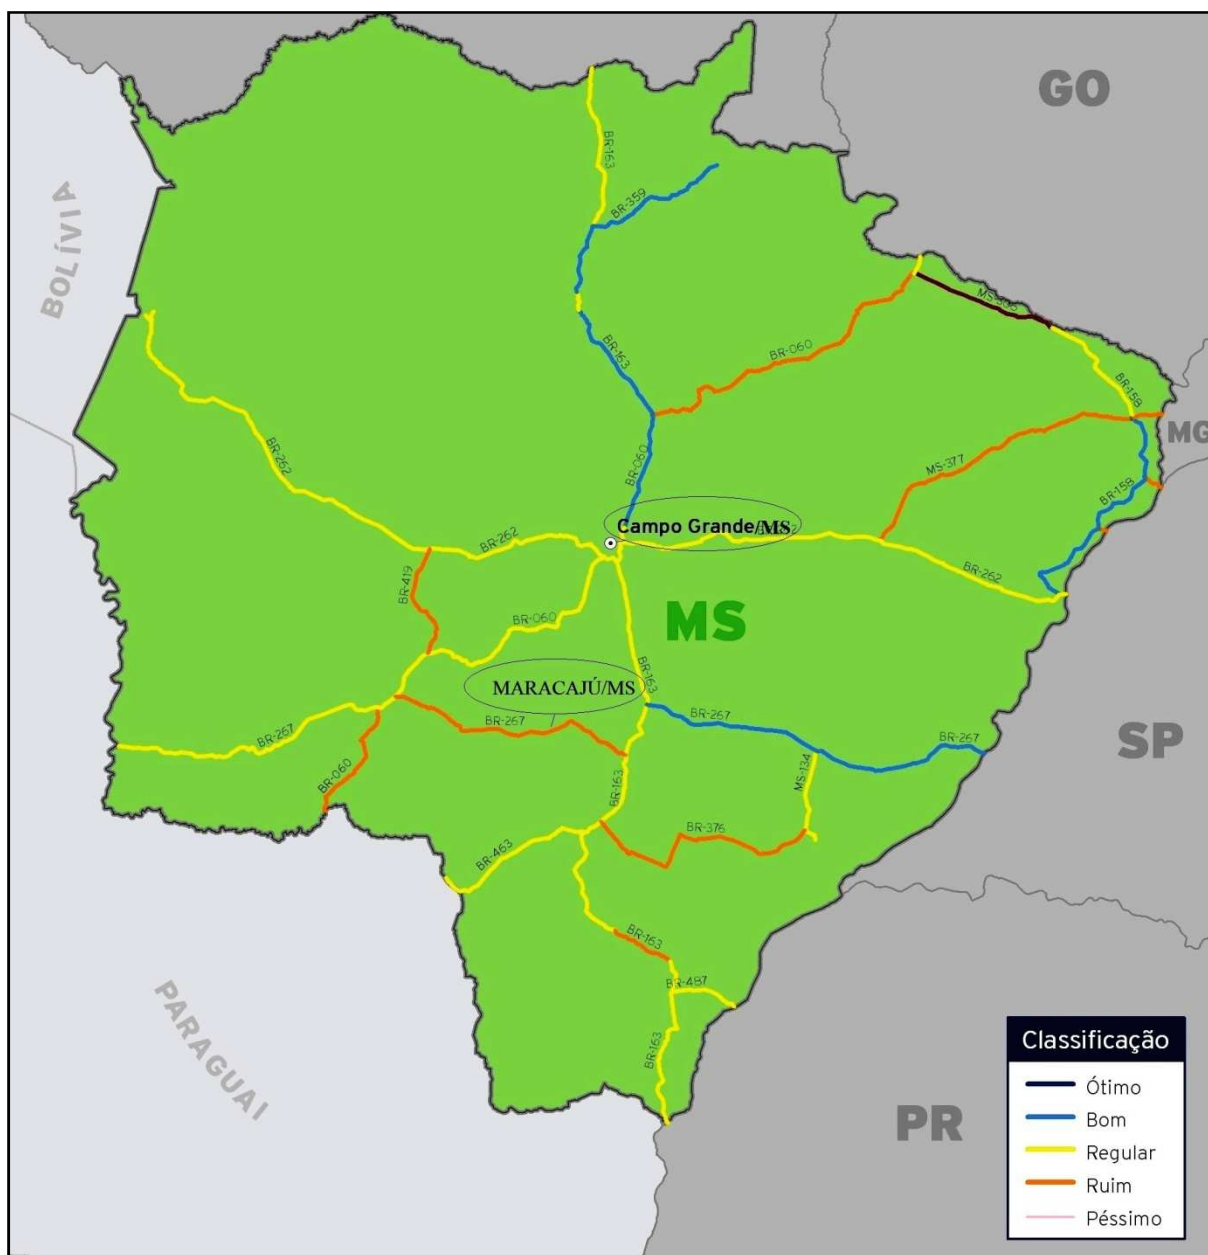 GO
BR-163
BR-359
BOLÍVIA
MS-306
BR-163
BR-060
BR-158
BR-262
BR-060
MS-377
MG
BR-158
Campo Grande/MS
BR-262
BR-419
BR-060
MS
BR-262
MARACAJÚ/MS
BR-163
BR-267
BR-267
BR-267
BR-267
SP
BR-060
BR-163
MS-134
BR-376
BR-463
BR-163
BR-487
PARAGUAI
BR-163
PR
Classificação
Ótimo
Bom
Regular
Ruim
Péssimo